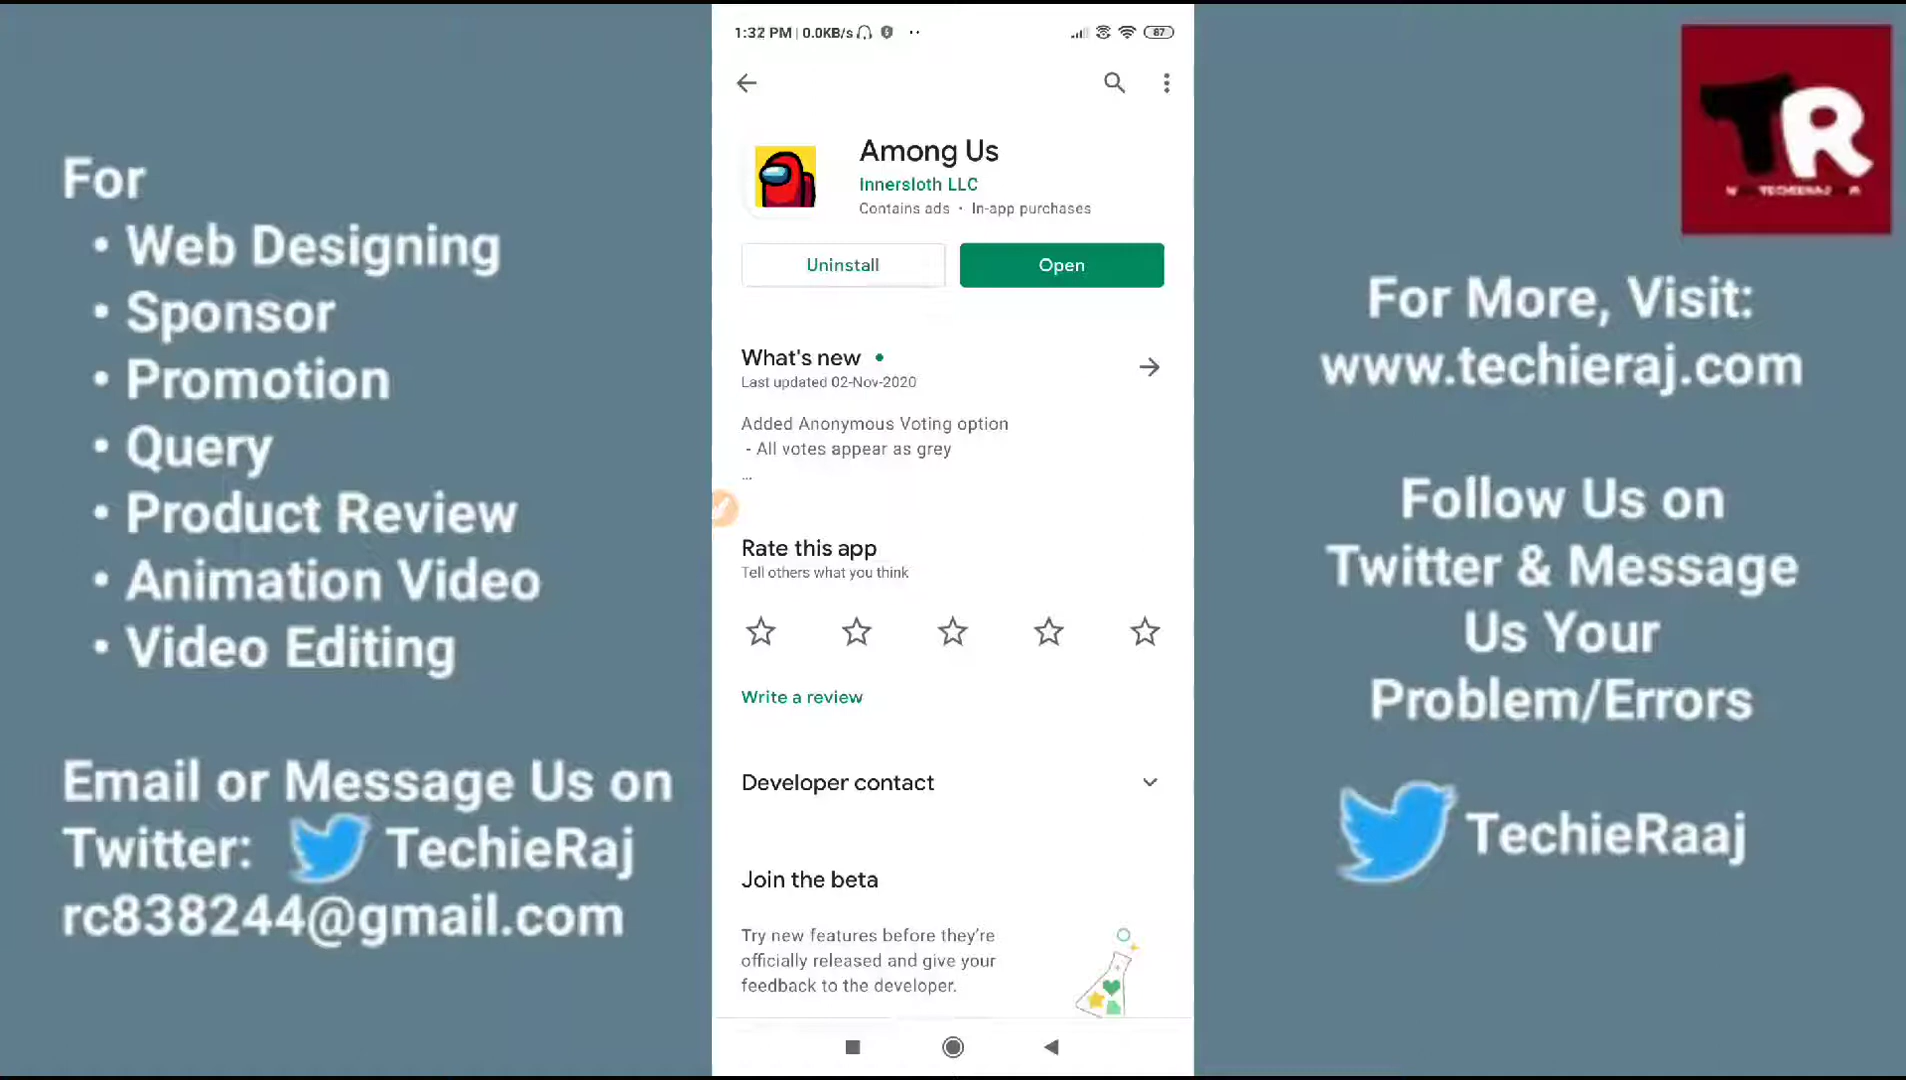 For
• Web Designing
• Sponsor
• Promotion
• Query
• Product Review
• Animation Video
• Video Editing
Email or Message Us on
Twitter: TechieRaj
rc838244@gmail.com
1:32 PM | 0.0KB/s
87
Among Us
Innersloth LLC
Contains ads • In-app purchases
Uninstall
Open
What's new •
Last updated 02-Nov-2020
Added Anonymous Voting option
- All votes appear as grey
...
Rate this app
Tell others what you think
Write a review
Developer contact
Join the beta
Try new features before they're
officially released and give your
feedback to the developer.
TR
For More, Visit:
www.techieraj.com
Follow Us on
Twitter & Message
Us Your
Problem/Errors
TechieRaaj